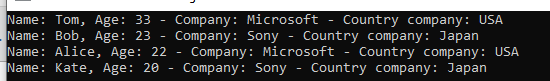 Name: Tom, Age: 33 - Company: Microsoft - Country company: USA
Name: Bob, Age: 23 - Company: Sony - Country company: Japan
Name: Alice, Age: 22 - Company: Microsoft - Country company: USA
Name: Kate, Age: 20 - Company: Sony - Country company: Japan